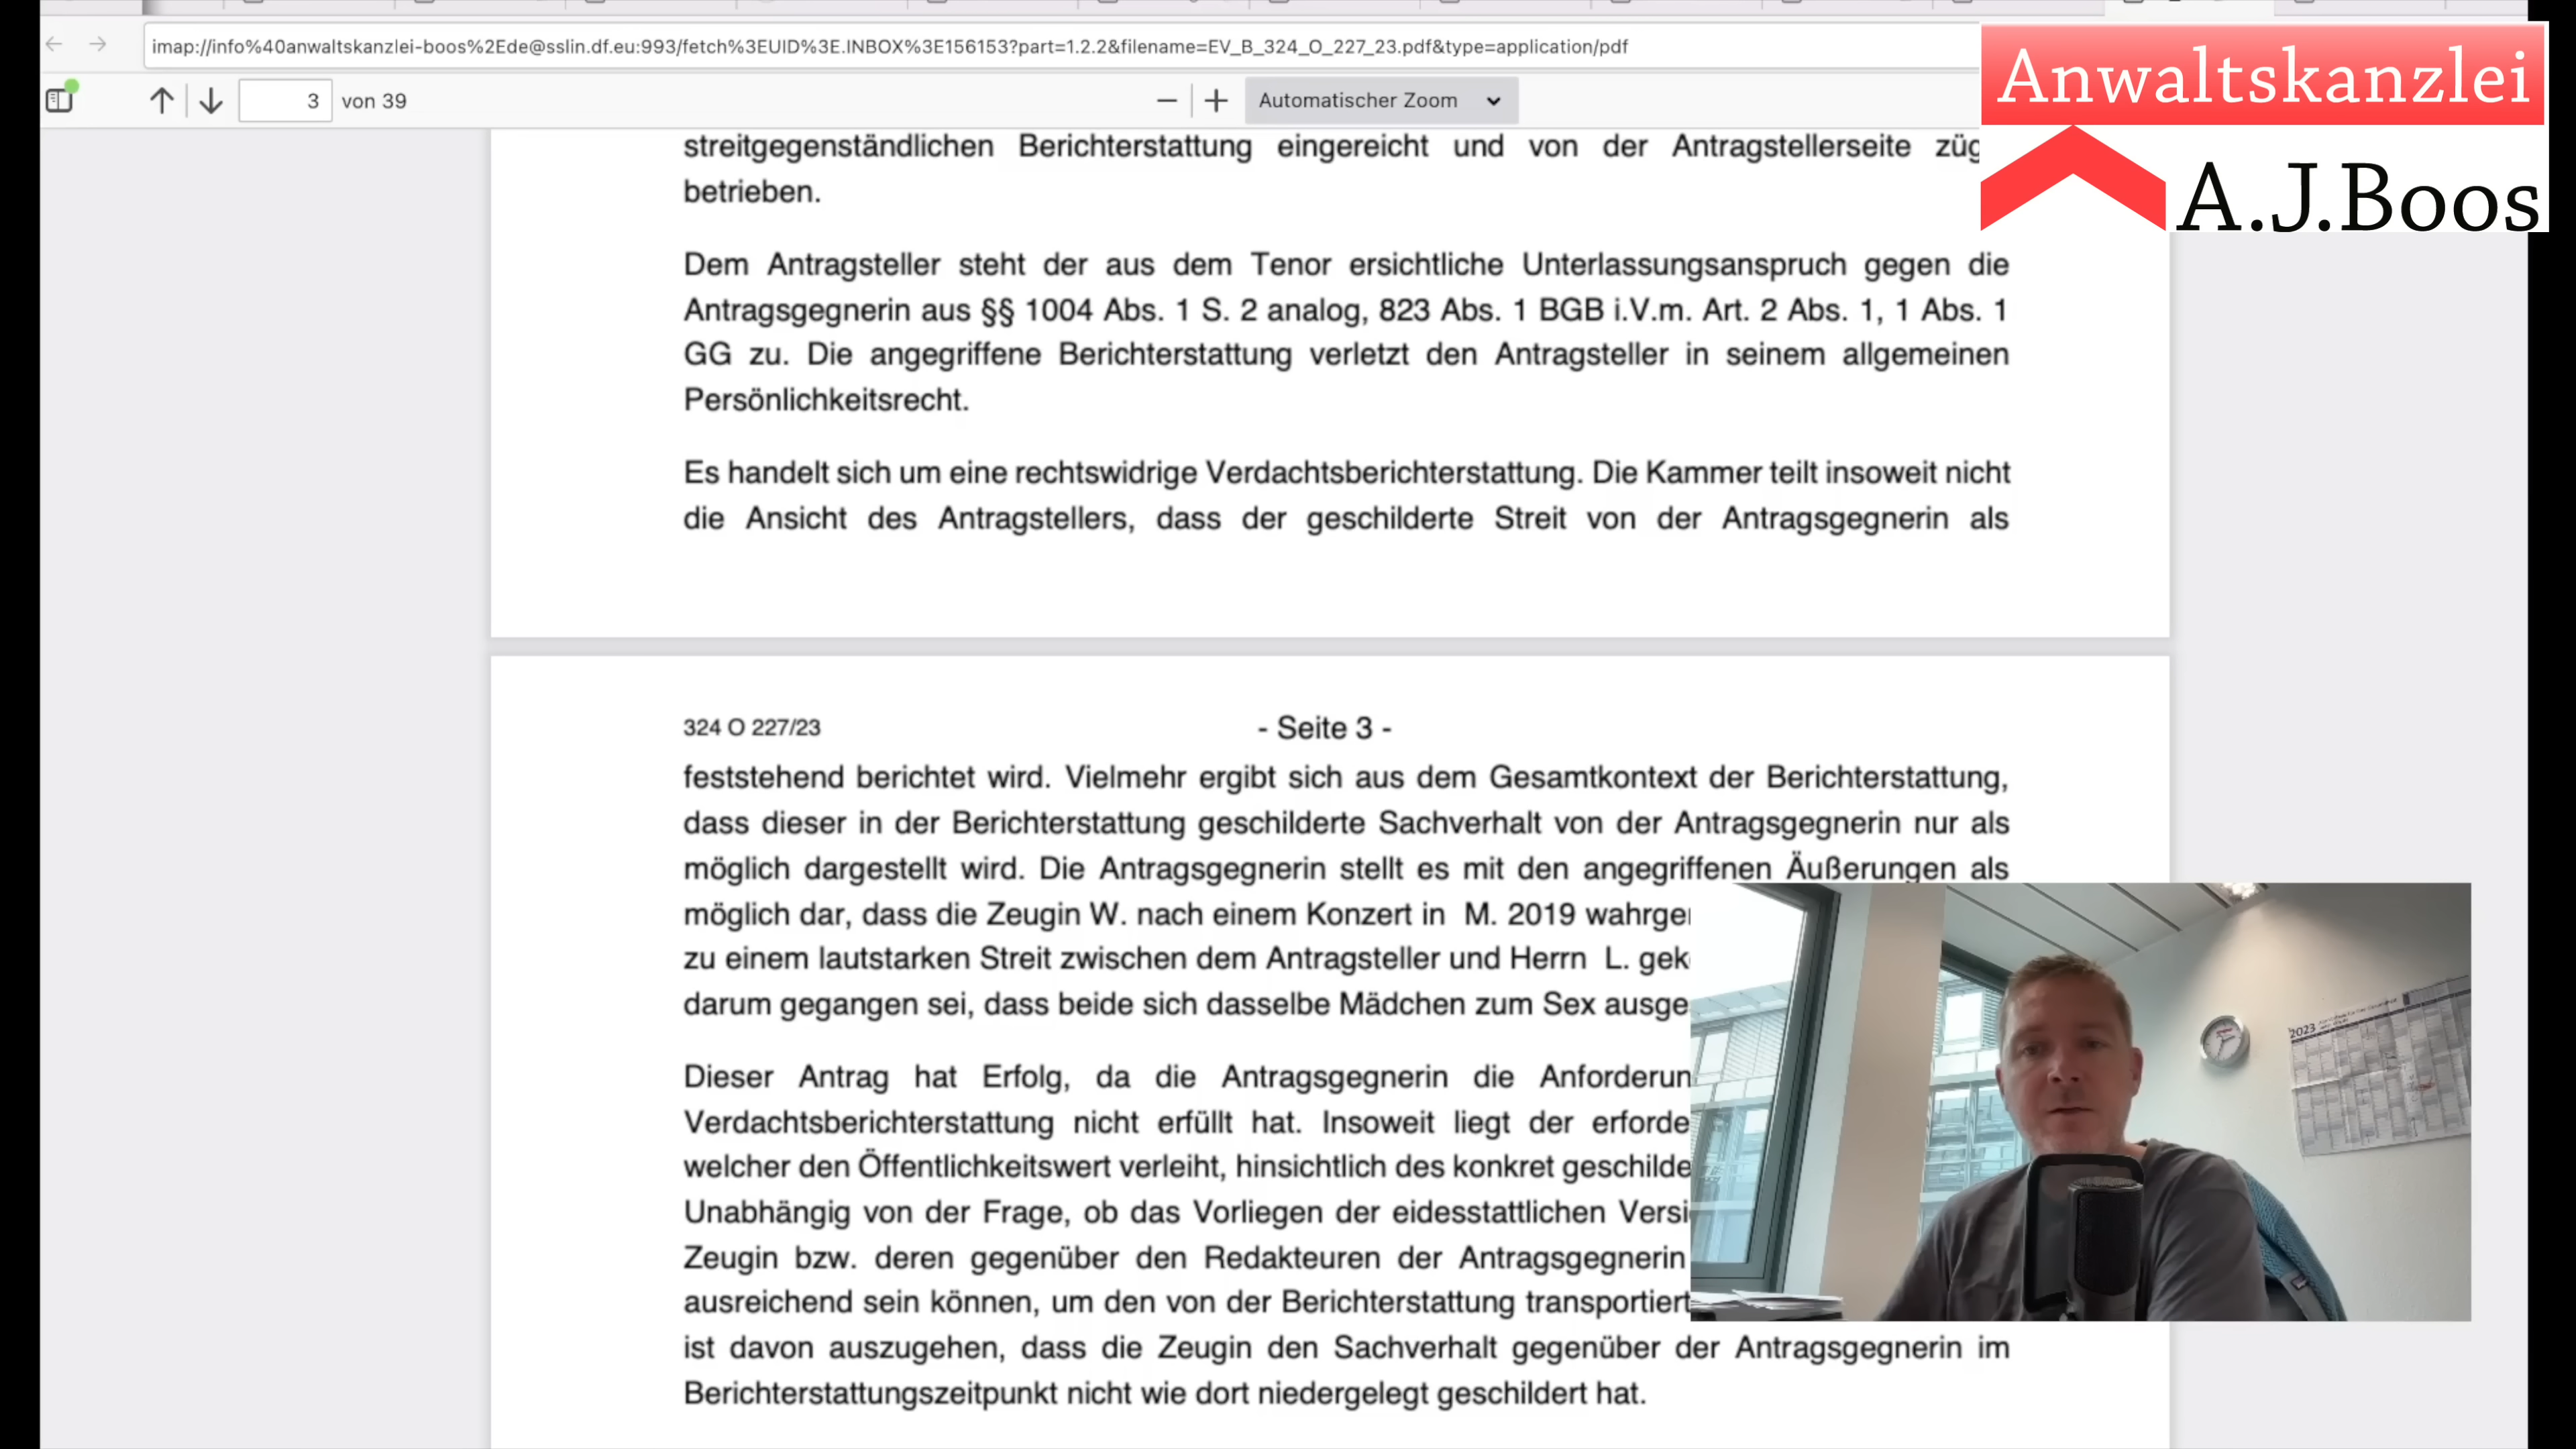 imap://info%40anwaltskanzlei-boos%2Ede@sslin.df.eu:993/fetch%3EUID%3E.INBOX%3E156153?part=1.2.2&filename=EV_B_324_O_227_23.pdf&type=application/pdf
3 von 39
Automatischer Zoom
Anwaltskanzlei
A.J.Boos
streitgegenständlichen Berichterstattung eingereicht und von der Antragstellerseite
betrieben.
Dem Antragsteller steht der aus dem Tenor ersichtliche Unterlassungsanspruch gegen die
Antragsgegnerin aus §§ 1004 Abs. 1 S. 2 analog, 823 Abs. 1 BGB i.V.m. Art. 2 Abs. 1, 1 Abs. 1
GG zu. Die angegriffene Berichterstattung verletzt den Antragsteller in seinem allgemeinen
Persönlichkeitsrecht.
Es handelt sich um eine rechtswidrige Verdachtsberichterstattung. Die Kammer teilt insoweit nicht
die Ansicht des Antragstellers, dass der geschilderte Streit von der Antragsgegnerin als
324 O 227/23
- Seite 3 -
feststehend berichtet wird. Vielmehr ergibt sich aus dem Gesamtkontext der Berichterstattung,
dass dieser in der Berichterstattung geschilderte Sachverhalt von der Antragsgegnerin nur als
möglich dargestellt wird. Die Antragsgegnerin stellt es mit den angegriffenen Äußerungen als
möglich dar, dass die Zeugin W. nach einem Konzert in M. 2019
zu einem lautstarken Streit zwischen dem Antragsteller und Herrn L.
darum gegangen sei, dass beide sich dasselbe Mädchen zum Sex
Dieser Antrag hat Erfolg, da die Antragsgegnerin die
Verdachtsberichterstattung nicht erfüllt hat. Insoweit liegt der
welcher den Öffentlichkeitswert verleiht, hinsichtlich des konkret
Unabhängig von der Frage, ob das Vorliegen der eidesstattlichen
Zeugin bzw. deren gegenüber den Redakteuren der Antragsgegnerin
ausreichend sein können, um den von der Berichterstattung
ist davon auszugehen, dass die Zeugin den Sachverhalt gegenüber der Antragsgegnerin im
Berichterstattungszeitpunkt nicht wie dort niedergelegt geschildert hat.
2023